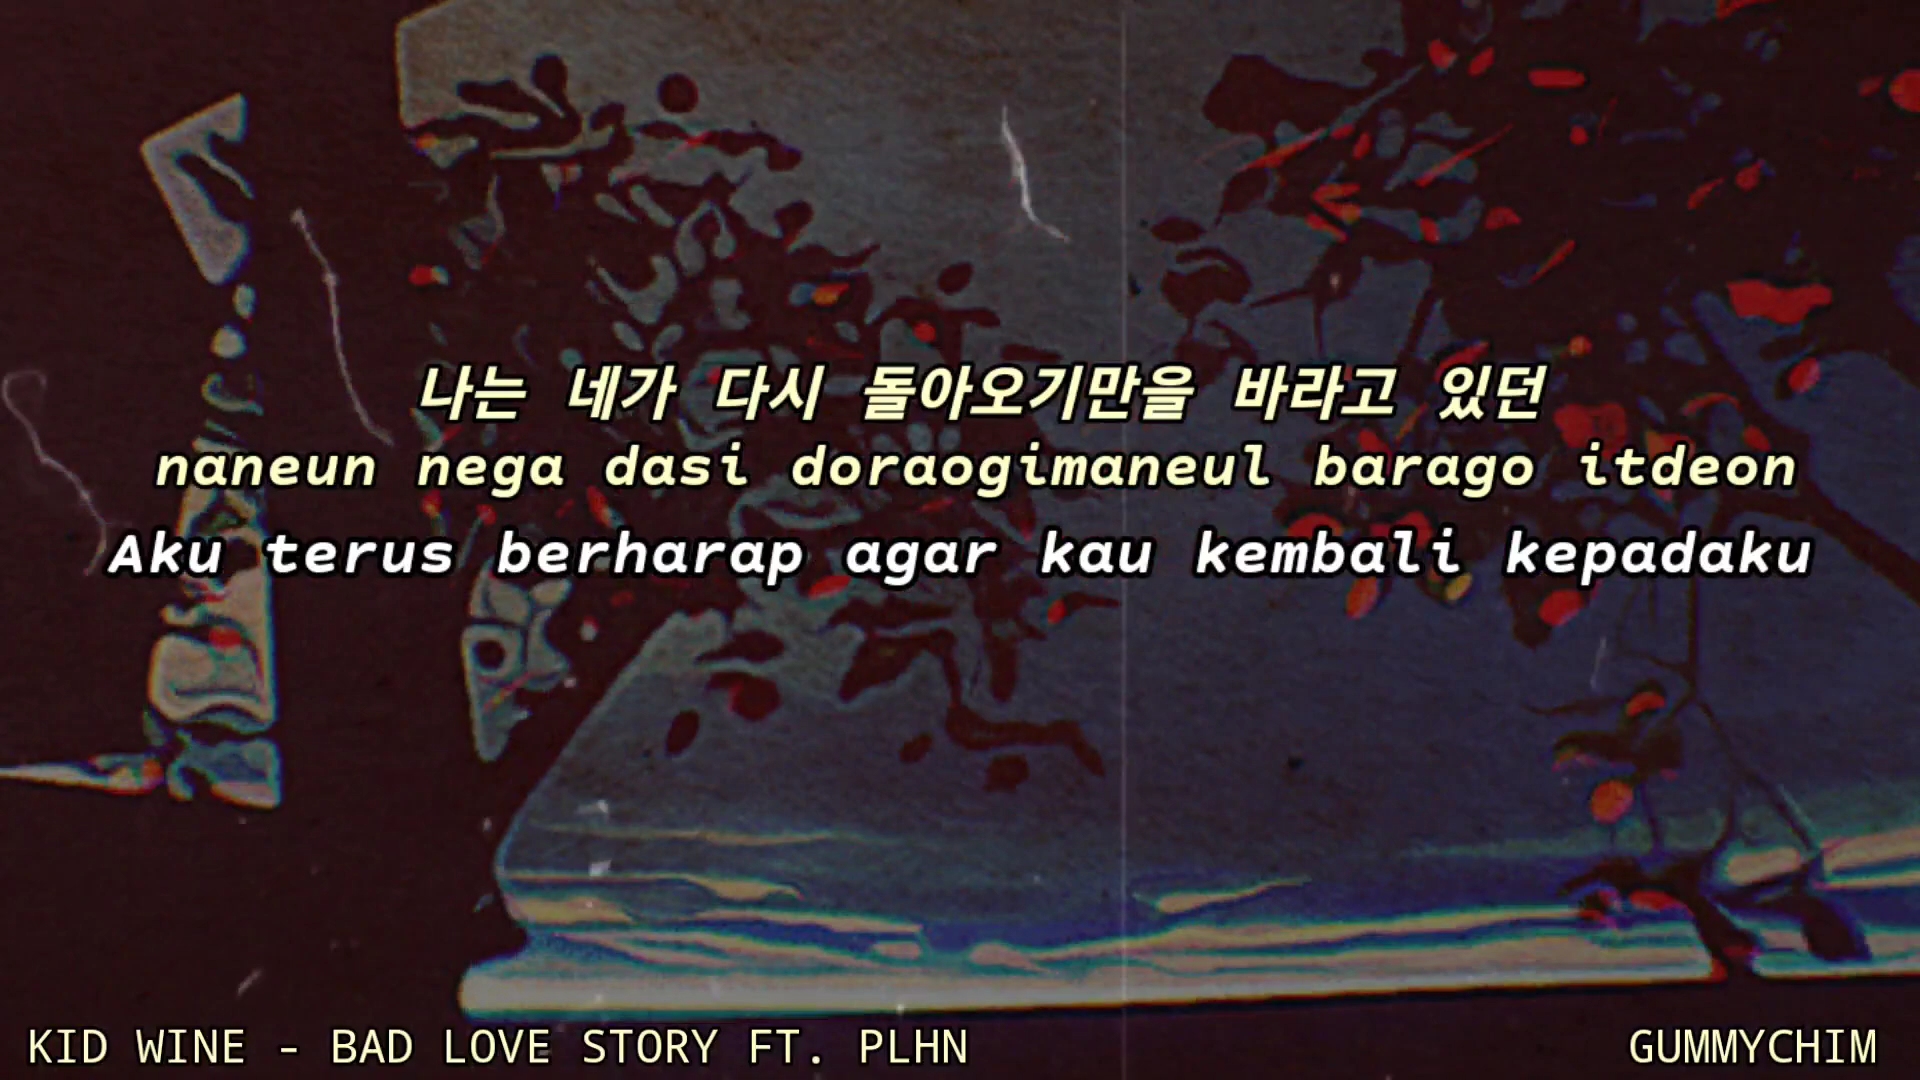 나는 네가 다시 돌아오기만을 바라고 있던
naneun nega dasi doraogimaneul barago itdeon
Aku terus berharap agar kau kembali kepadaku
KID WINE - BAD LOVE STORY FT. PLHN
GUMMYCHIM